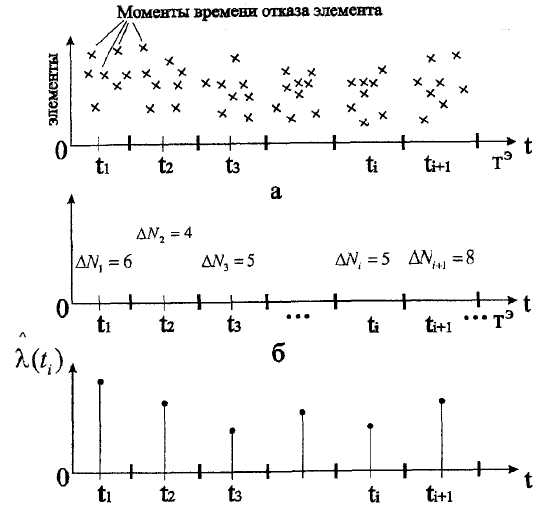 Моменты времени отказа элемента
элементы
0 t1 t2 t3 ti ti+1 Tэ t
а
ΔN2 = 4
ΔN1 = 6 ΔN3 = 5 ΔNi = 5 ΔNi+1 = 8
0 t1 t2 t3 ... ti ti+1 ... Tэ t
б
λ̂(ti)
0 t1 t2 t3 ti ti+1 t